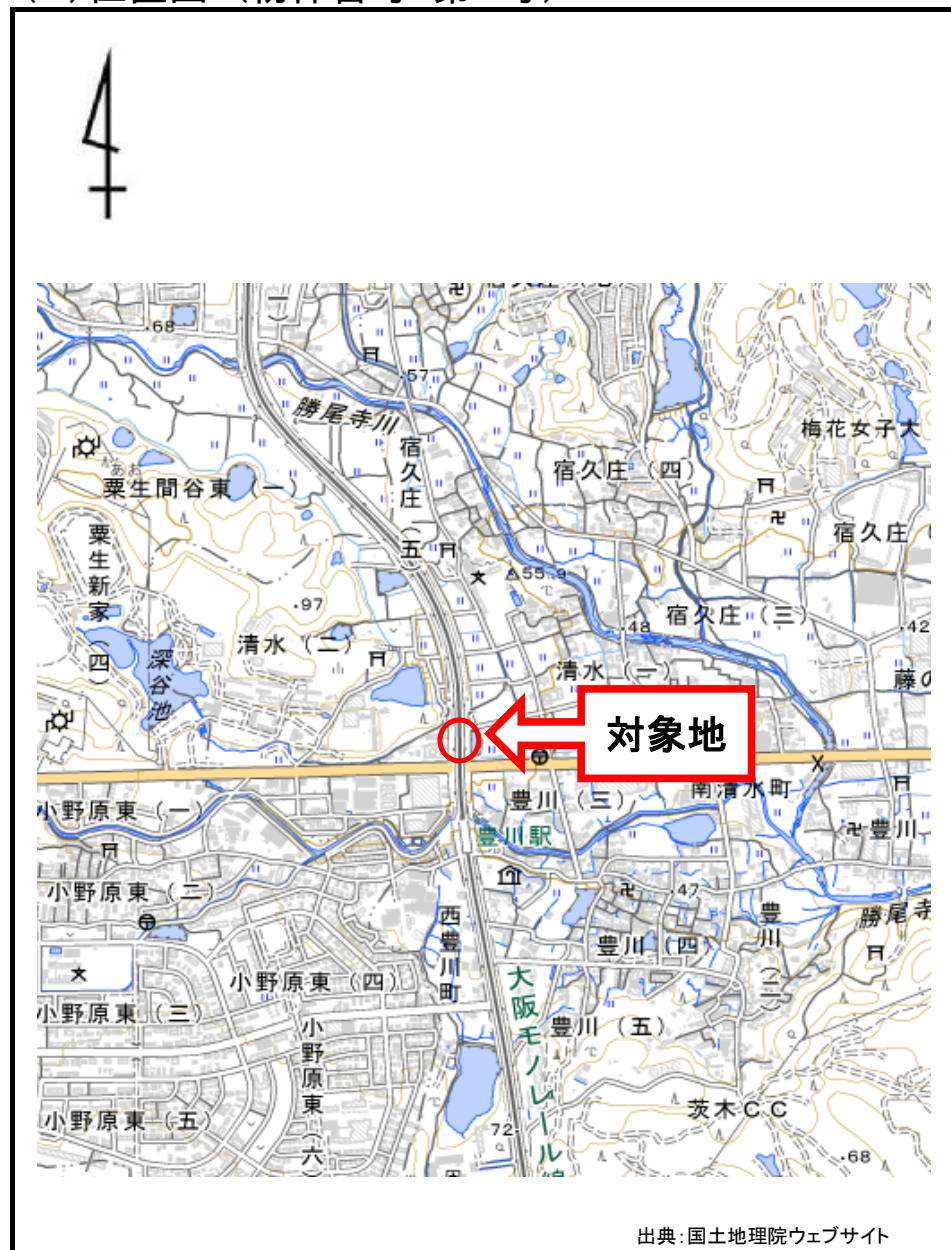 68
勝尾寺川
57
宿久庄
(五)
宿久庄(四)
梅花女子大
あお
粟生間谷東(一)
粟生新家(四)
深谷池
97
清水(二)
55.9
48
宿久庄(三)
宿久庄
42
清水(一)
対象地
小野原東(一)
豊川(三)
南清水町
豊川駅
豊川
小野原東(二)
47
西豊川町
豊川(四)
豊川(二)
勝尾寺
小野原東(四)
小野原東(三)
小野原東(六)
大阪モノレール線
豊川(五)
茨木CC
小野原東(五)
72
68
出典:国土地理院ウェブサイト